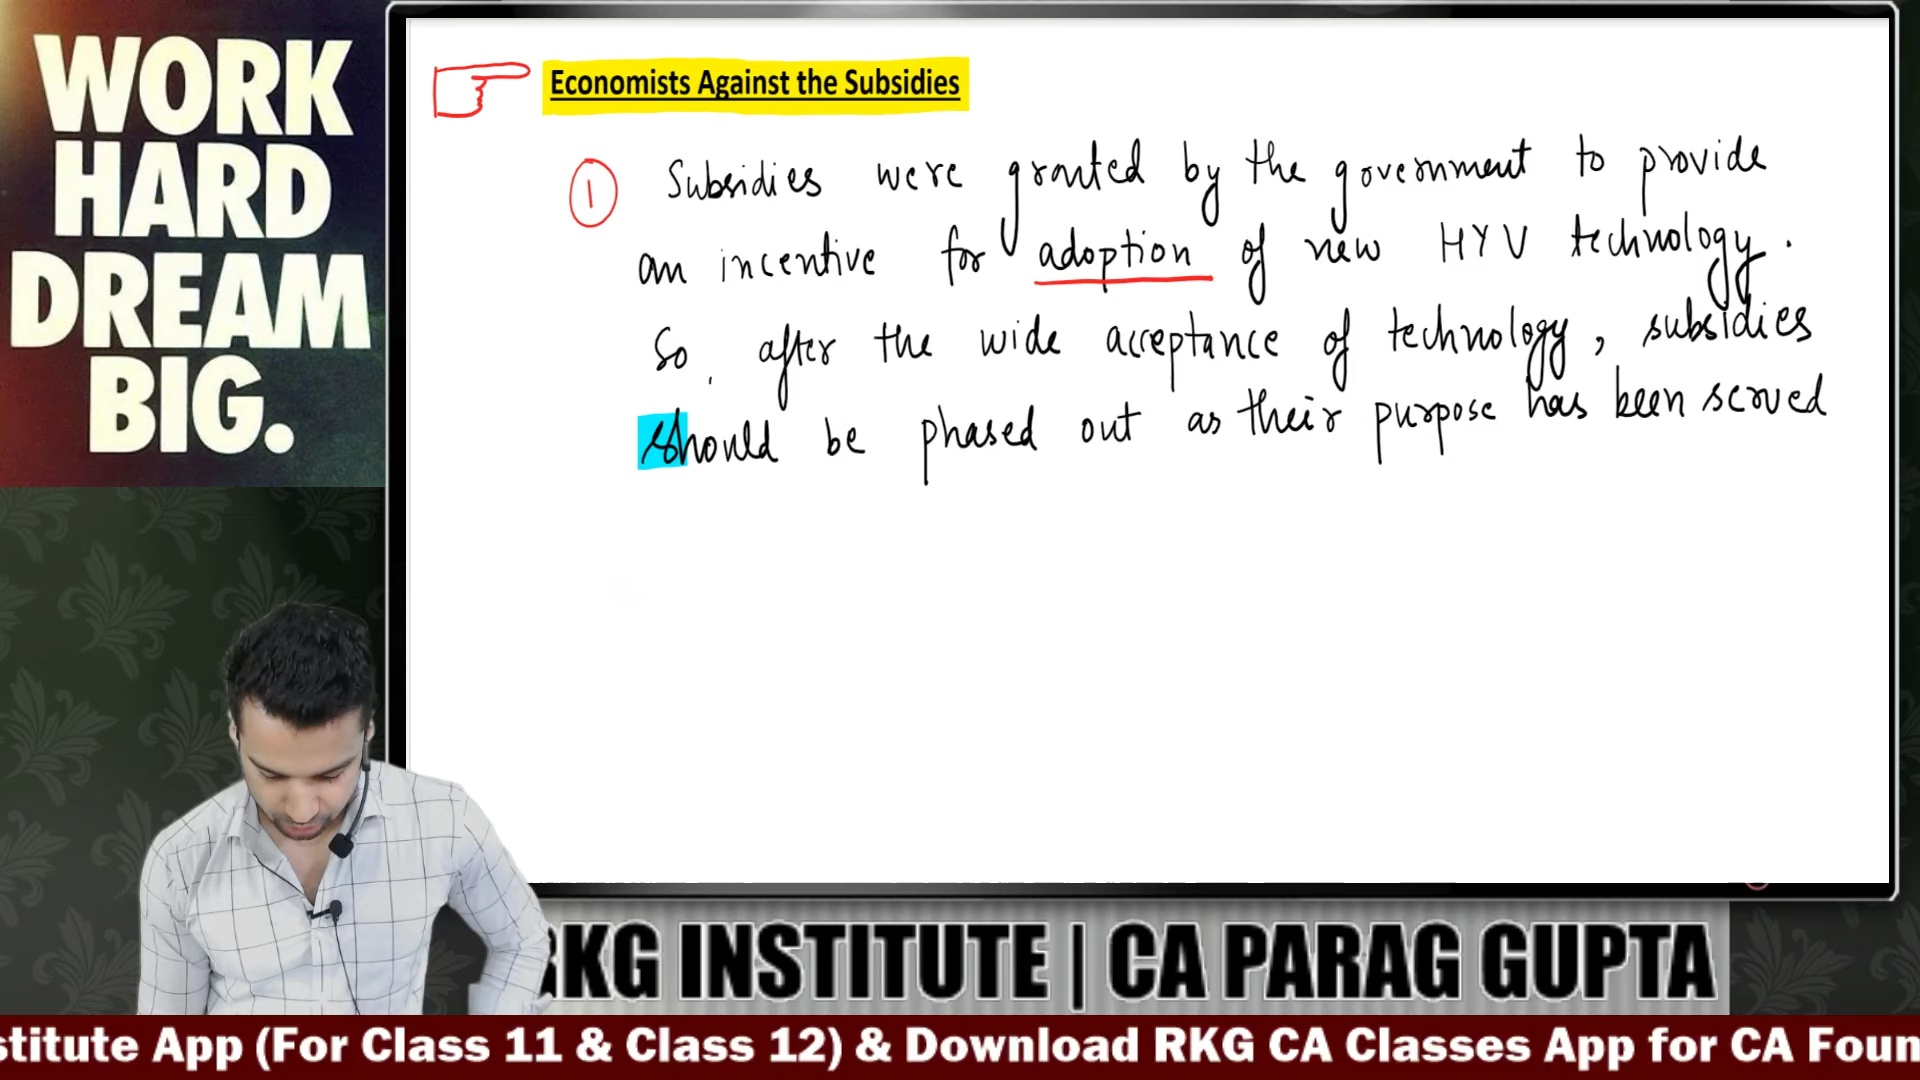 WORK
HARD
DREAM
BIG.
Economists Against the Subsidies
1 Subsidies were granted by the government to provide
an incentive for adoption of new HYV technology.
So, after the wide acceptance of technology, subsidies
should be phased out as their purpose has been served
RKG INSTITUTE | CA PARAG GUPTA
stitute App (For Class 11 & Class 12) & Download RKG CA Classes App for CA Foun